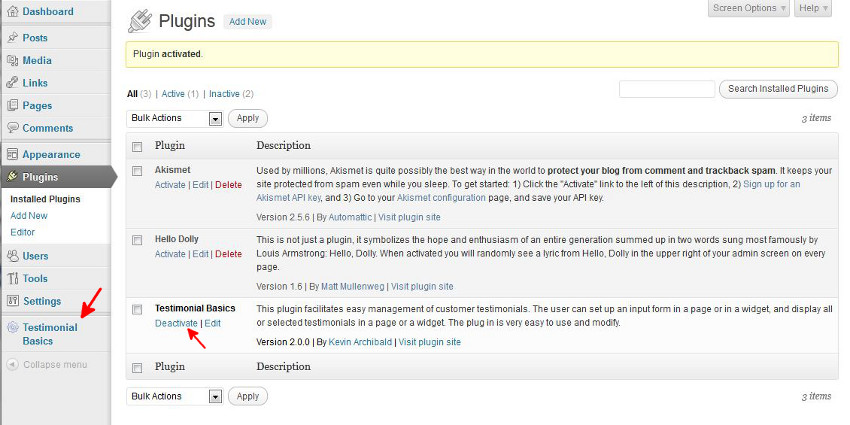 Dashboard
Posts
Media
Links
Pages
Comments
Appearance
Plugins
Installed Plugins
Add New
Editor
Users
Tools
Settings
Testimonial
Basics
Collapse menu
Screen Options Help
Plugins Add New
Plugin activated.
All (3) | Active (1) | Inactive (2)
Search Installed Plugins
Bulk Actions Apply 3 items
Plugin Description
Akismet
Activate | Edit | Delete
Used by millions, Akismet is quite possibly the best way in the world to protect your blog from comment and trackback spam. It keeps your
site protected from spam even while you sleep. To get started: 1) Click the "Activate" link to the left of this description, 2) Sign up for an
Akismet API key, and 3) Go to your Akismet configuration page, and save your API key.
Version 2.5.6 | By Automattic | Visit plugin site
Hello Dolly
Activate | Edit | Delete
This is not just a plugin, it symbolizes the hope and enthusiasm of an entire generation summed up in two words sung most famously by
Louis Armstrong: Hello, Dolly. When activated you will randomly see a lyric from Hello, Dolly in the upper right of your admin screen on every
page.
Version 1.6 | By Matt Mullenweg | Visit plugin site
Testimonial Basics
Deactivate | Edit
This plugin facilitates easy management of customer testimonials. The user can set up an input form in a page or in a widget, and display all
or selected testimonials in a page or a widget. The plug in is very easy to use and modify.
Version 2.0.0 | By Kevin Archibald | Visit plugin site
Plugin Description
Bulk Actions Apply 3 items